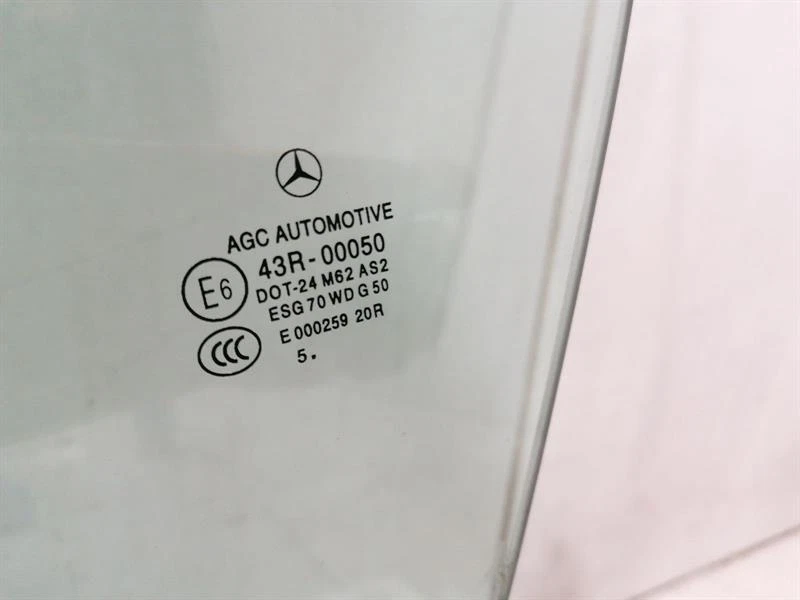 AGC AUTOMOTIVE
E6 43R-00050
DOT-24 M62 AS2
ESG 70 WD G 50
E 000259 20R
CCC
5.